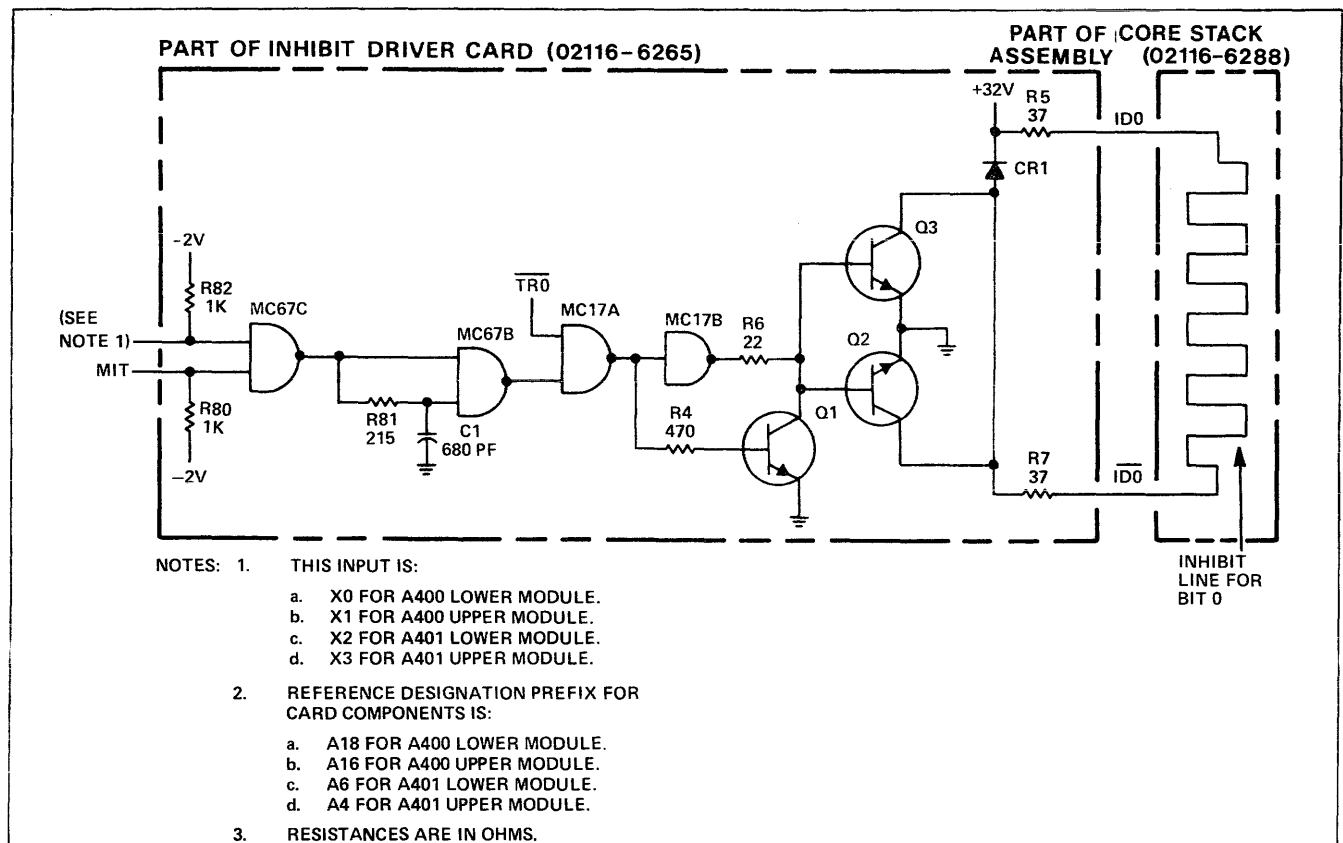 PART OF INHIBIT DRIVER CARD (02116-6265)
PART OF CORE STACK
ASSEMBLY (02116-6288)
+32V
R5
37
ID0
CR1
Q3
-2V
R82
1K
(SEE
NOTE 1)
MC67C
MIT
R80
1K
-2V
R81
215
C1
680 PF
MC67B
TR0
MC17A
MC17B
R6
22
R4
470
Q1
Q2
R7
37
ID0
INHIBIT
LINE FOR
BIT 0
NOTES: 1. THIS INPUT IS:
a. X0 FOR A400 LOWER MODULE.
b. X1 FOR A400 UPPER MODULE.
c. X2 FOR A401 LOWER MODULE.
d. X3 FOR A401 UPPER MODULE.
2. REFERENCE DESIGNATION PREFIX FOR
CARD COMPONENTS IS:
a. A18 FOR A400 LOWER MODULE.
b. A16 FOR A400 UPPER MODULE.
c. A6 FOR A401 LOWER MODULE.
d. A4 FOR A401 UPPER MODULE.
3. RESISTANCES ARE IN OHMS.